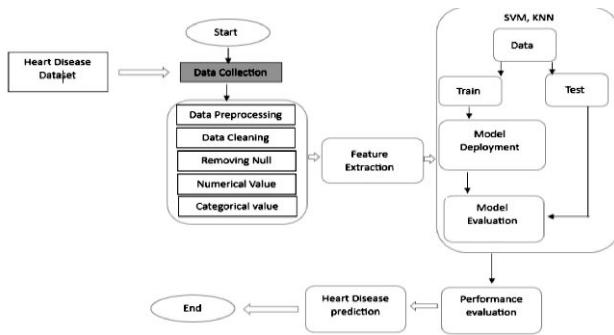 SVM, KNN
Start
Data
Heart Disease
Dataset
Data Collection
Train
Test
Data Preprocessing
Data Cleaning
Removing Null
Numerical Value
Categorical value
Feature
Extraction
Model
Deployment
Model
Evaluation
End
Heart Disease
prediction
Performance
evaluation